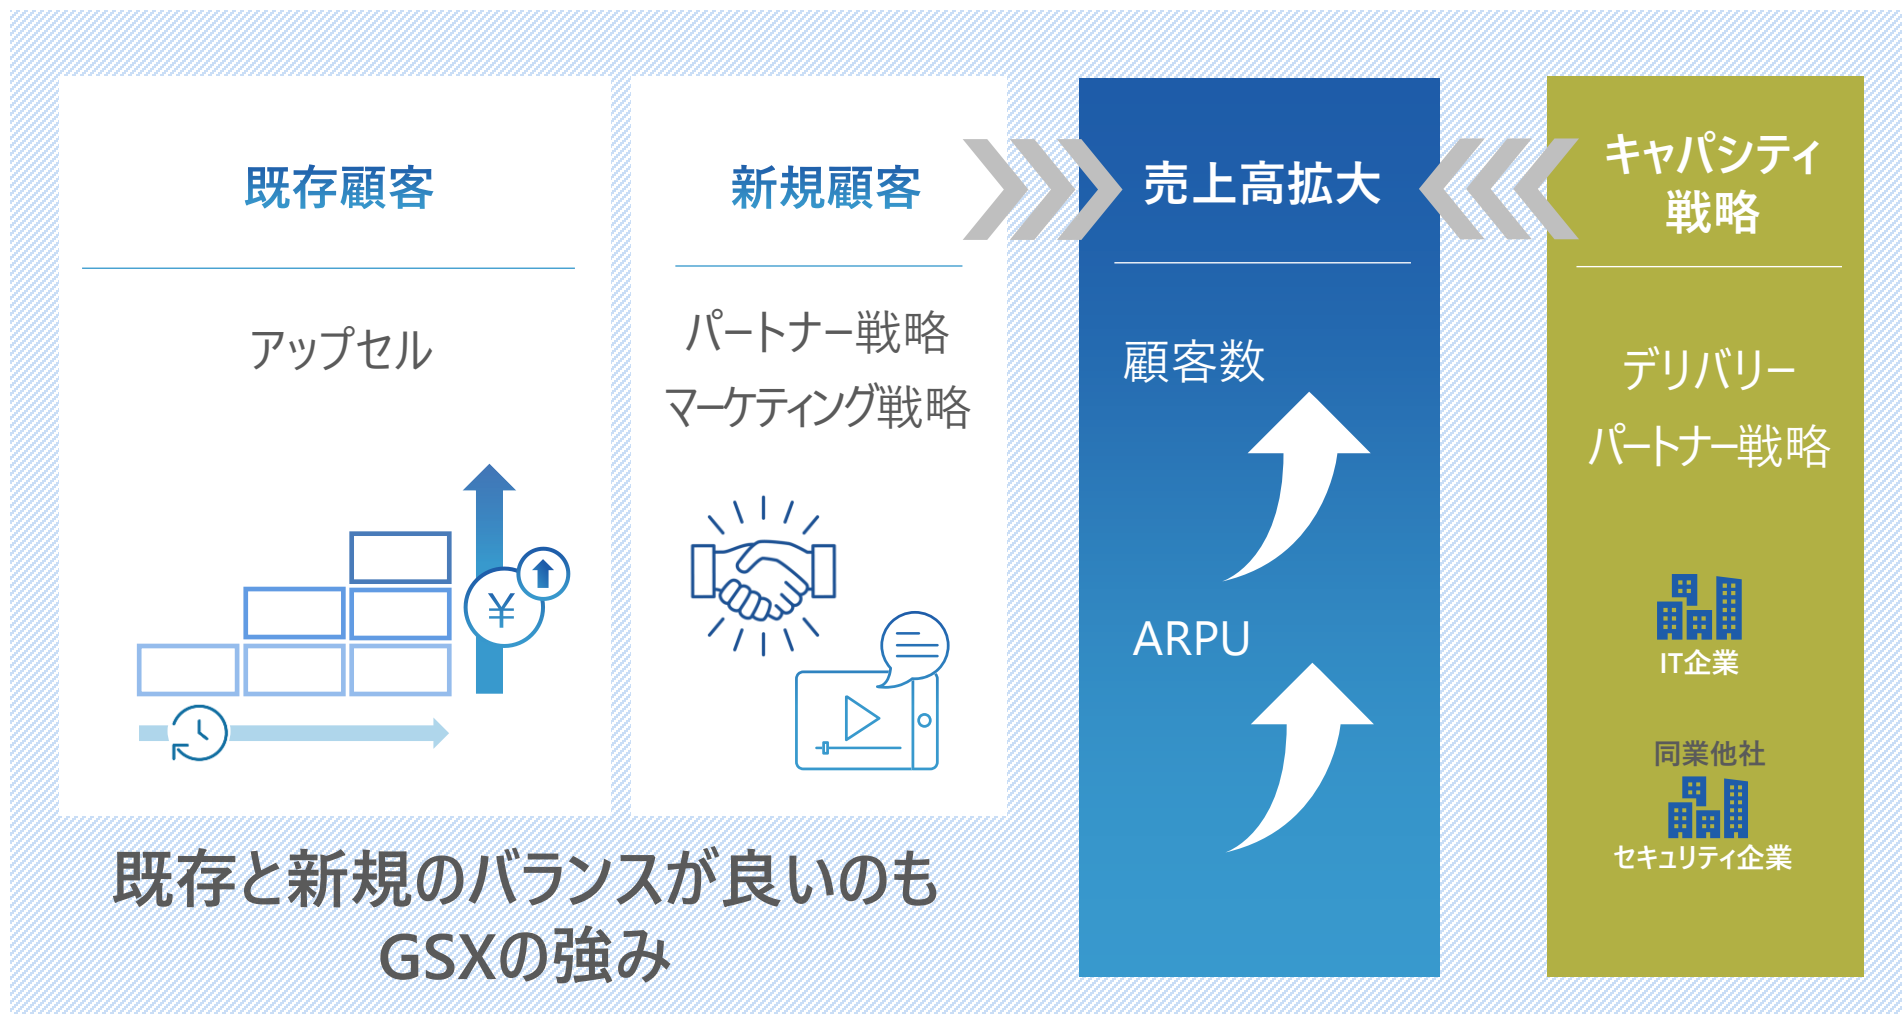 既存顧客
アップセル
¥
新規顧客
パートナー戦略
マーケティング戦略
既存と新規のバランスが良いのも
GSXの強み
売上高拡大
顧客数
ARPU
キャパシティ
戦略
デリバリー
パートナー戦略
IT企業
同業他社
セキュリティ企業